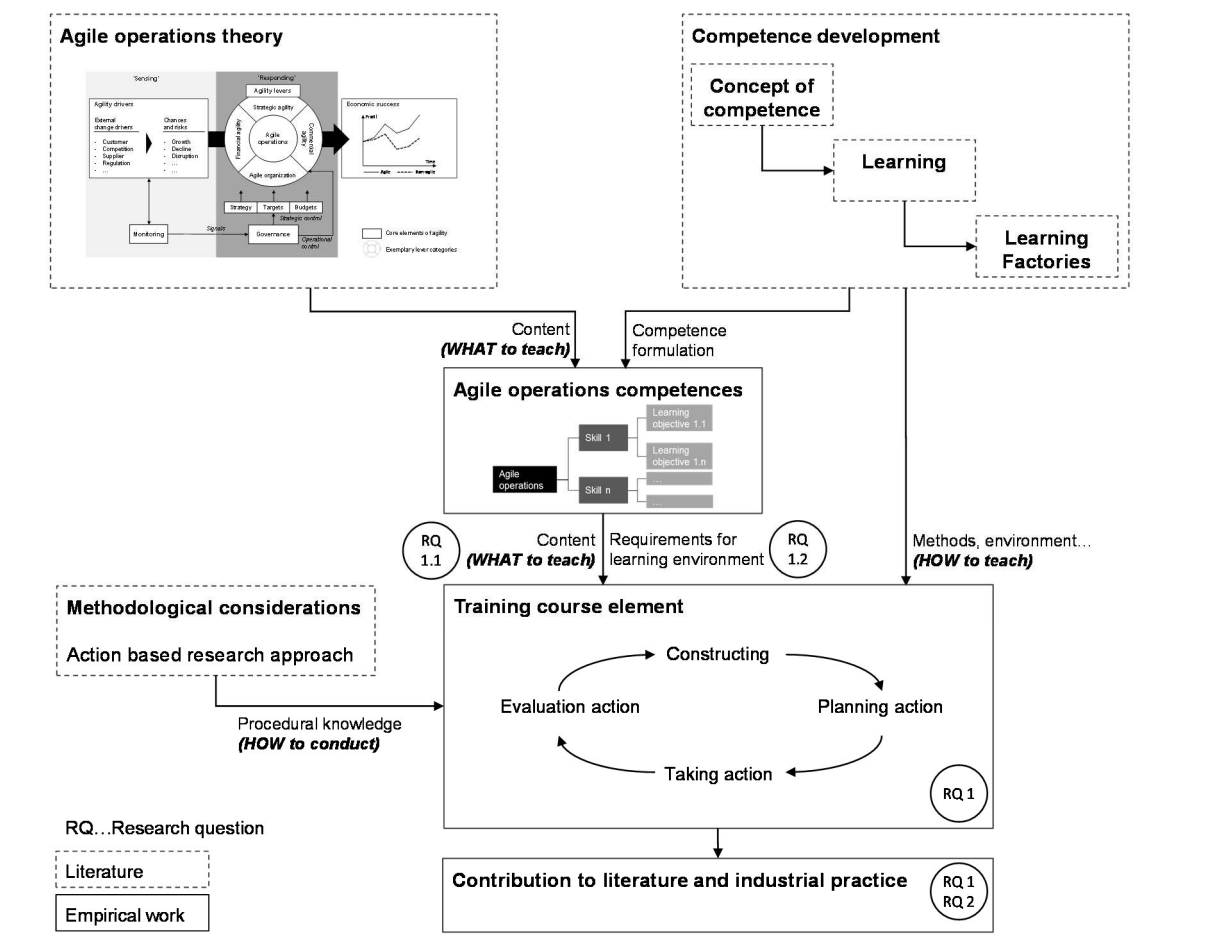 Agile operations theory
'Sensing'
'Responding'
Agility levers
Agility drivers
External
change drivers
- Customer
- Competition
- Supplier
- Regulation
- ...
Chances
and risks
- Growth
- Decline
- Disruption
- ...
- ...
Strategic agility
Financial agility
Commercial
agility
Agile
operations
Agile organization
Economic success
Profit
Time
Agile
Non-agile
Strategy
Targets
Budgets
Strategic control
Monitoring
Signals
Governance
Operational
control
Core elements of agility
Exemplary lever categories
Competence development
Concept of
competence
Learning
Learning
Factories
Content
(WHAT to teach)
Competence
formulation
Agile operations competences
Agile
operations
Skill 1
Skill n
Learning
objective 1.1
Learning
objective 1.n
...
...
RQ
1.1
Content
(WHAT to teach)
Requirements for
learning environment
RQ
1.2
Methods, environment...
(HOW to teach)
Methodological considerations
Action based research approach
Procedural knowledge
(HOW to conduct)
Training course element
Constructing
Evaluation action
Planning action
Taking action
RQ 1
RQ...Research question
Literature
Empirical work
Contribution to literature and industrial practice
RQ 1
RQ 2